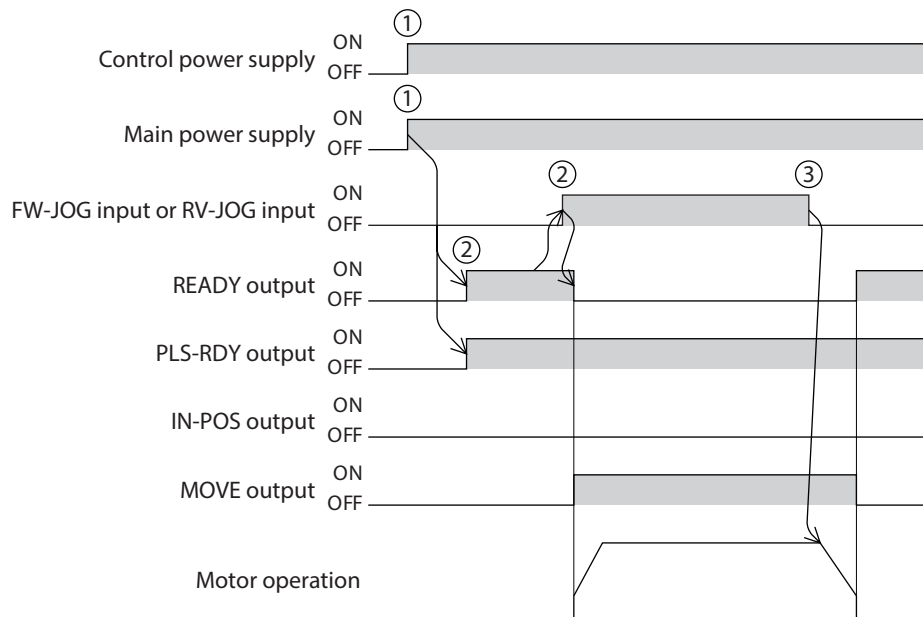 ①
Control power supply ON
OFF
①
Main power supply ON
OFF
② ③
FW-JOG input or RV-JOG input ON
OFF
②
READY output ON
OFF
PLS-RDY output ON
OFF
IN-POS output ON
OFF
MOVE output ON
OFF
Motor operation